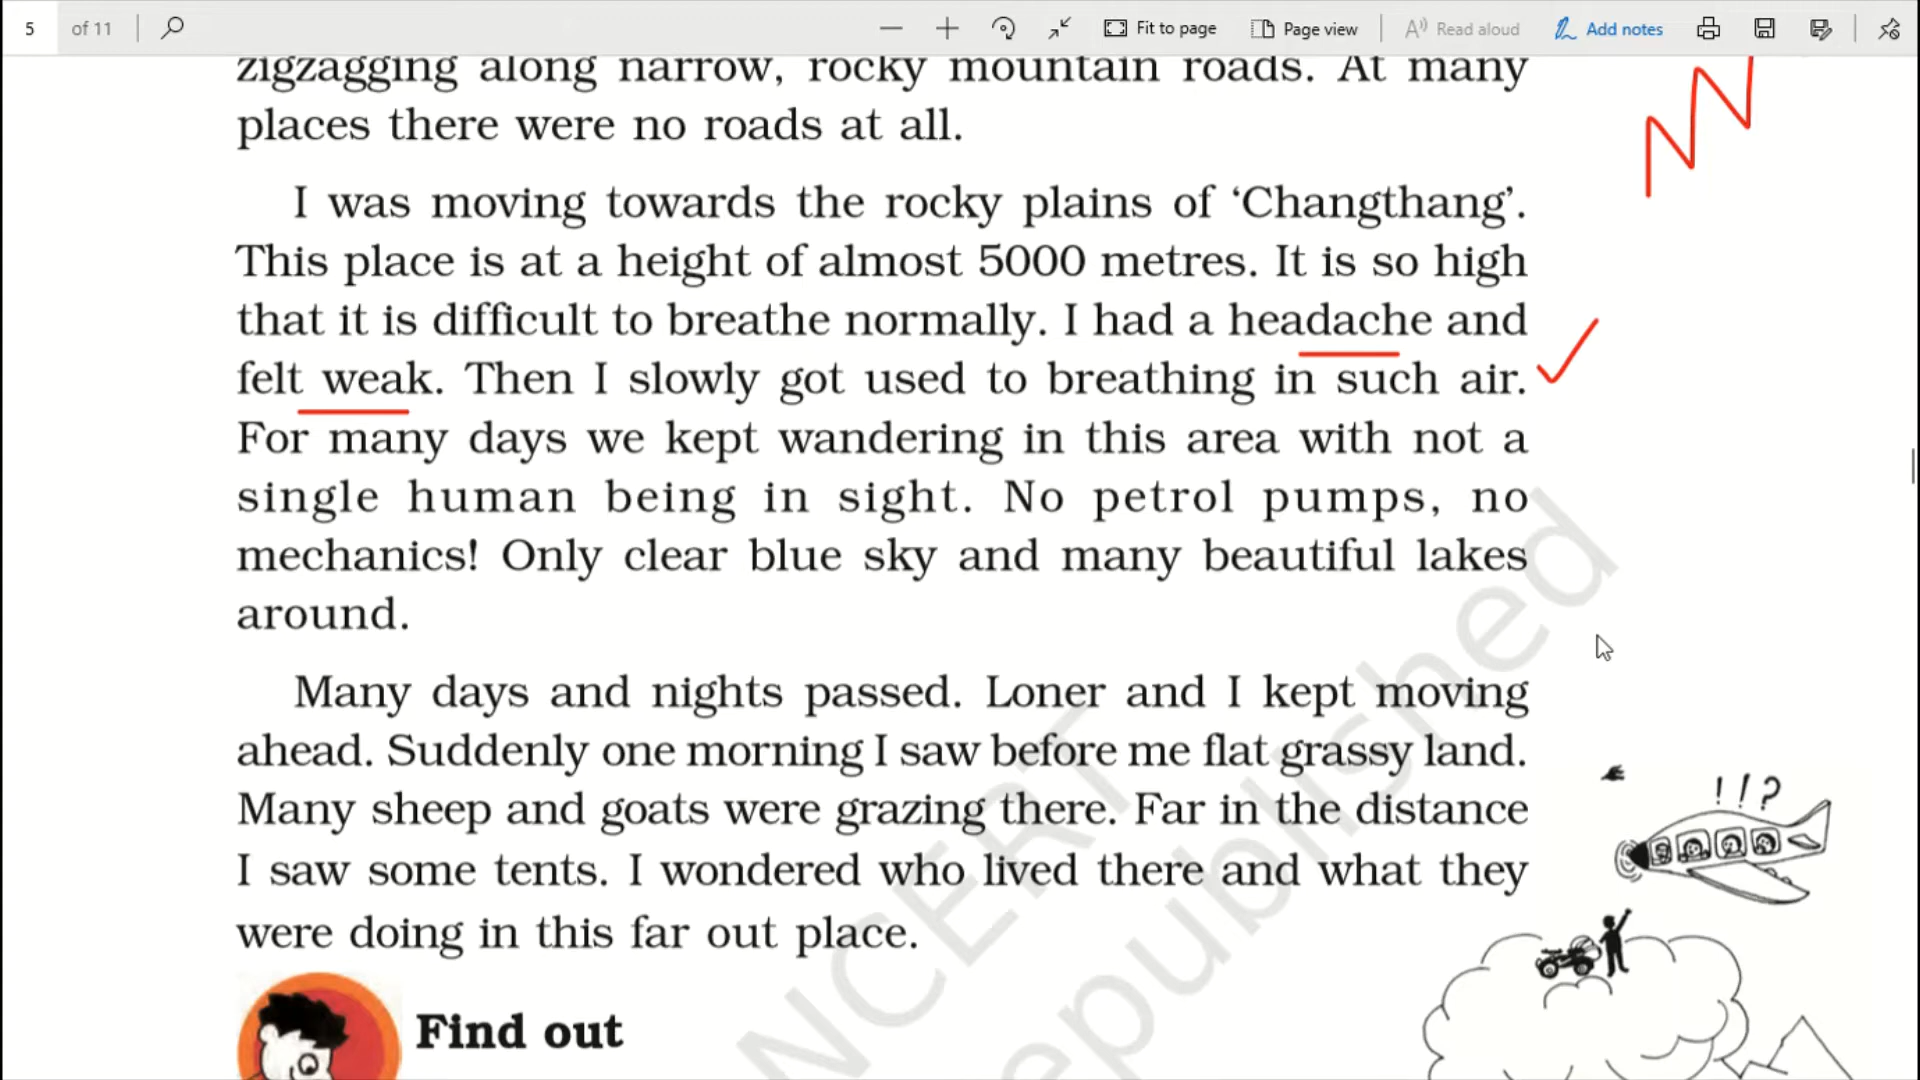 5 of 11 Fit to page Page view Read aloud Add notes
zigzagging along narrow, rocky mountain roads. At many
places there were no roads at all.
I was moving towards the rocky plains of ‘Changthang’.
This place is at a height of almost 5000 metres. It is so high
that it is difficult to breathe normally. I had a headache and
felt weak. Then I slowly got used to breathing in such air.
For many days we kept wandering in this area with not a
single human being in sight. No petrol pumps, no
mechanics! Only clear blue sky and many beautiful lakes
around.
Many days and nights passed. Loner and I kept moving
ahead. Suddenly one morning I saw before me flat grassy land.
Many sheep and goats were grazing there. Far in the distance
I saw some tents. I wondered who lived there and what they
were doing in this far out place.
!!?
Find out
NCERT
epublished